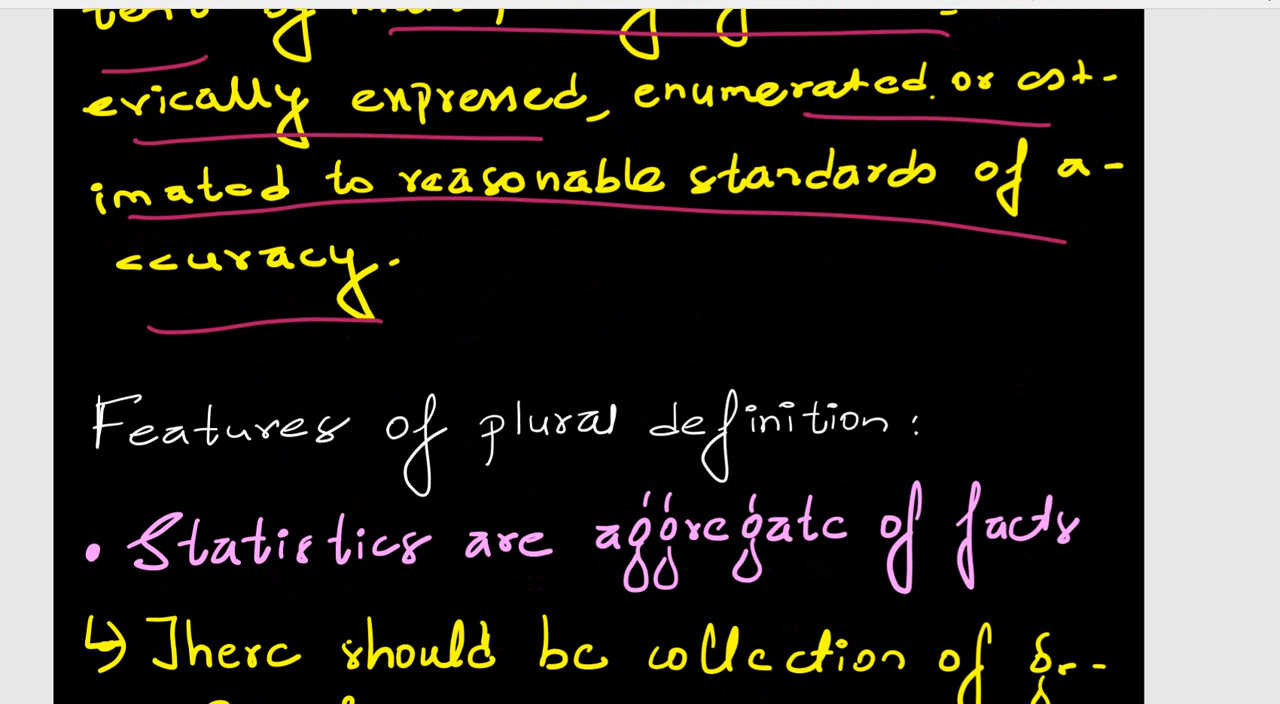 erically expressed, enumerated or est-
imated to reasonable standards of a-
ccuracy.
Features of plural definition:
• Statistics are aggregate of facts
↳ There should be collection of